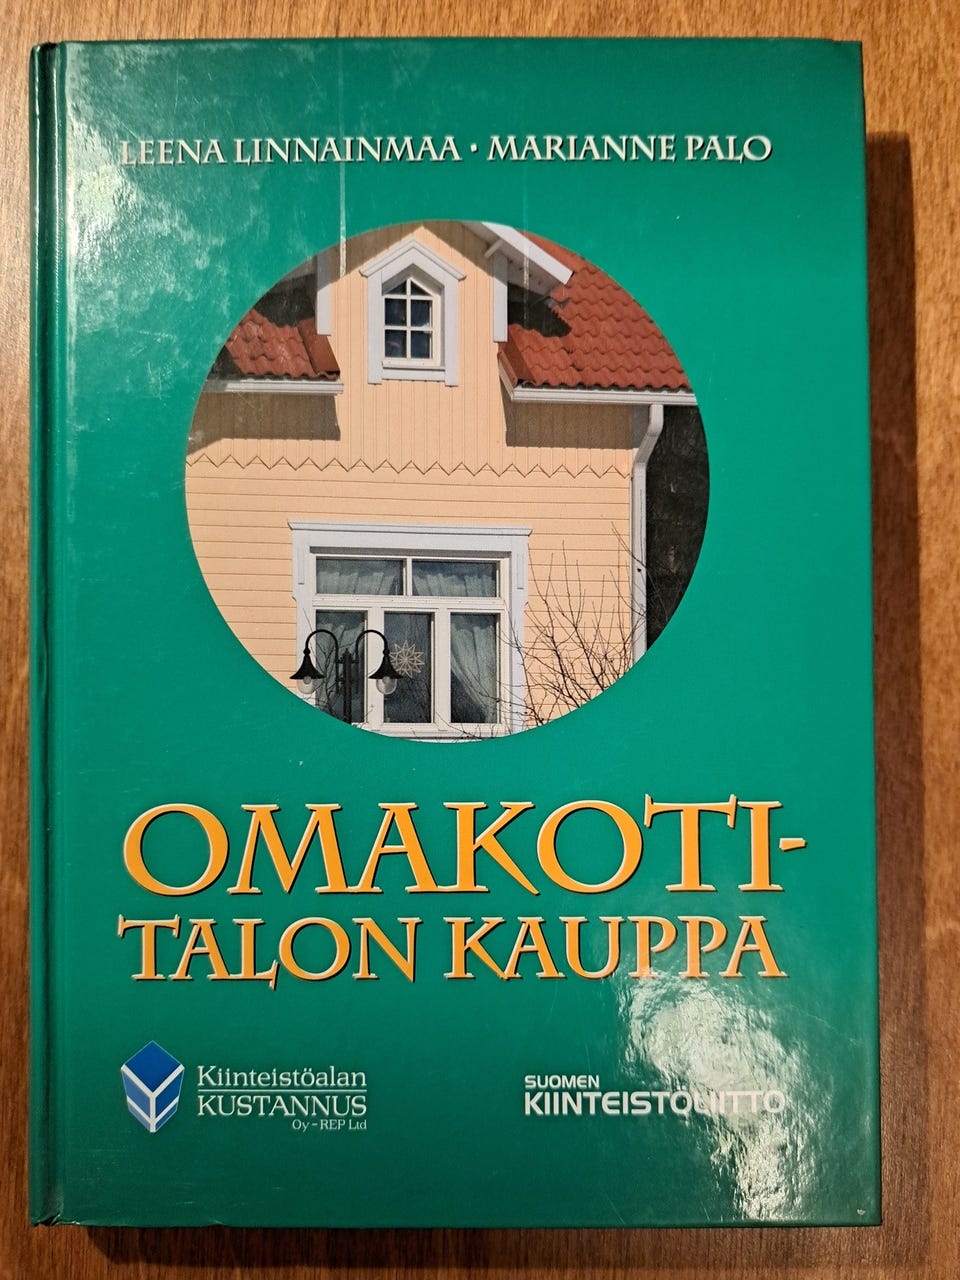 LEENA LINNAINMAA · MARIANNE PALO
OMAKOTI-
TALON KAUPPA
Kiinteistöalan
KUSTANNUS
Oy – REP Ltd
SUOMEN
KIINTEISTÖLIITTO